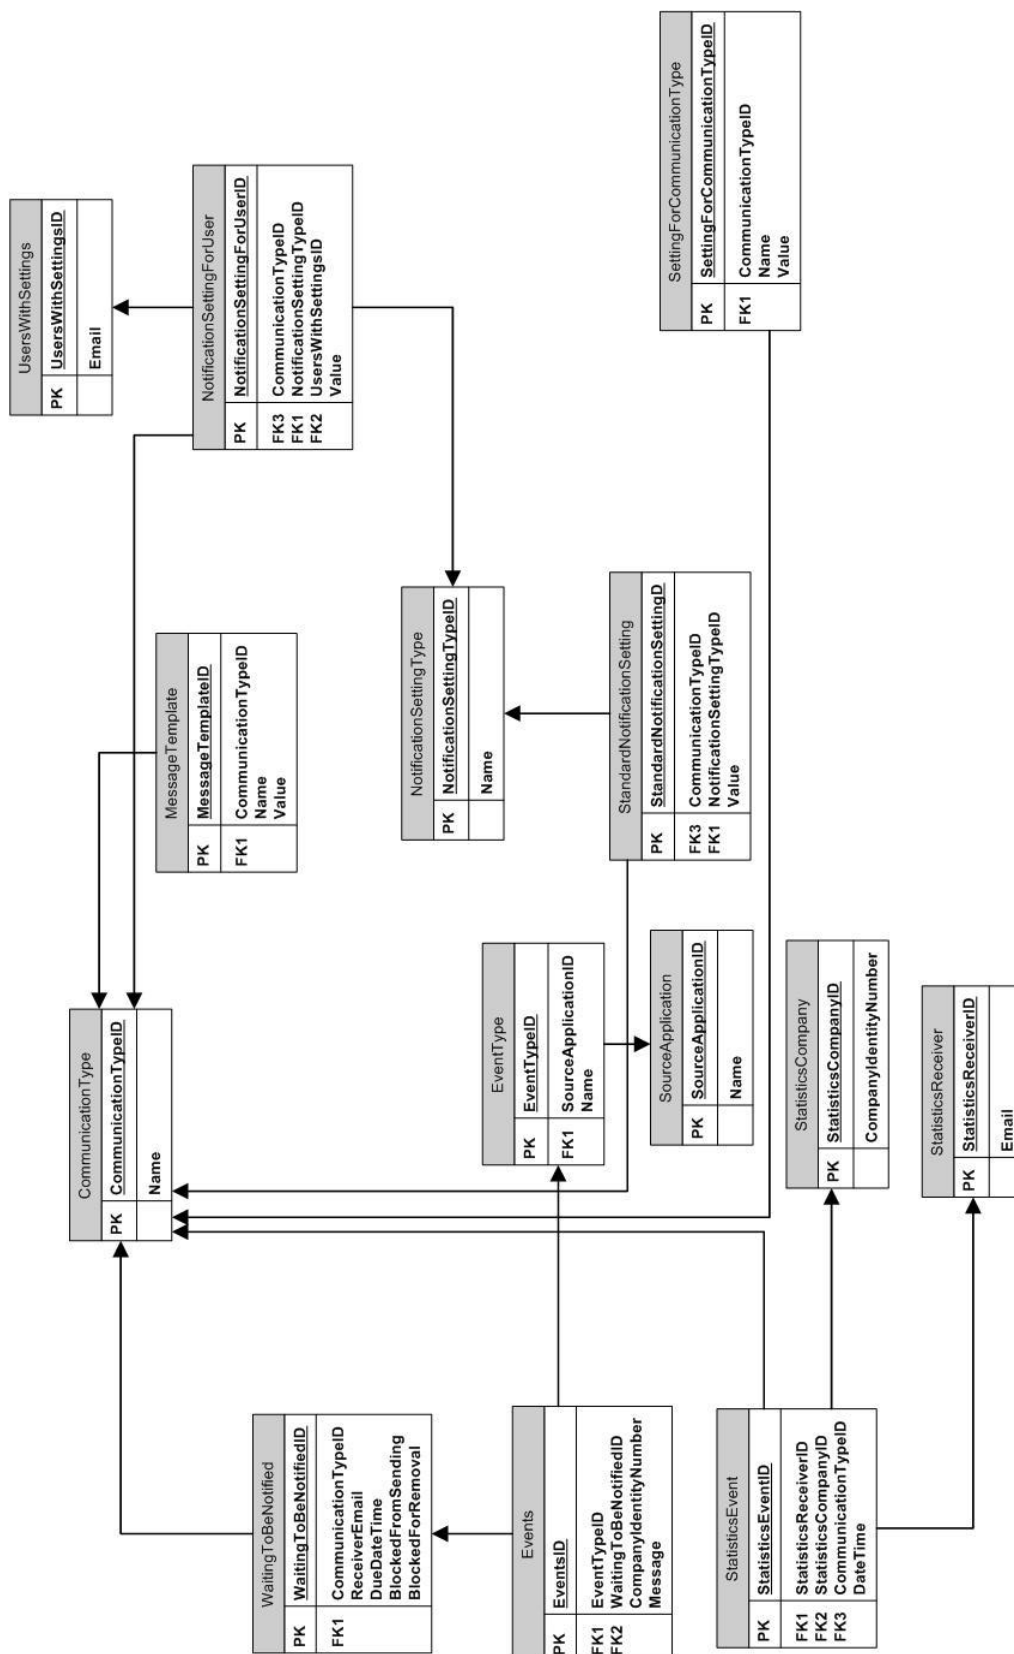 UsersWithSettings
PK UsersWithSettingsID
Email
NotificationSettingForUser
PK NotificationSettingForUserID
FK3 CommunicationTypeID
FK1 NotificationSettingTypeID
FK2 UsersWithSettingsID
Value
SettingForCommunicationType
PK SettingForCommunicationTypeID
FK1 CommunicationTypeID
Name
Value
MessageTemplate
PK MessageTemplateID
FK1 CommunicationTypeID
Name
Value
NotificationSettingType
PK NotificationSettingTypeID
Name
StandardNotificationSetting
PK StandardNotificationSettingD
FK3 CommunicationTypeID
FK1 NotificationSettingTypeID
Value
CommunicationType
PK CommunicationTypeID
Name
EventType
PK EventTypeID
FK1 SourceApplicationID
Name
SourceApplication
PK SourceApplicationID
Name
StatisticsCompany
PK StatisticsCompanyID
CompanyIdentityNumber
StatisticsReceiver
PK StatisticsReceiverID
Email
WaitingToBeNotified
PK WaitingToBeNotifiedID
FK1 CommunicationTypeID
ReceiverEmail
DueDateTime
BlockedFromSending
BlockedForRemoval
Events
PK EventsID
FK1 EventTypeID
FK2 WaitingToBeNotifiedID
CompanyIdentityNumber
Message
StatisticsEvent
PK StatisticsEventID
FK1 StatisticsReceiverID
FK2 StatisticsCompanyID
FK3 CommunicationTypeID
DateTime